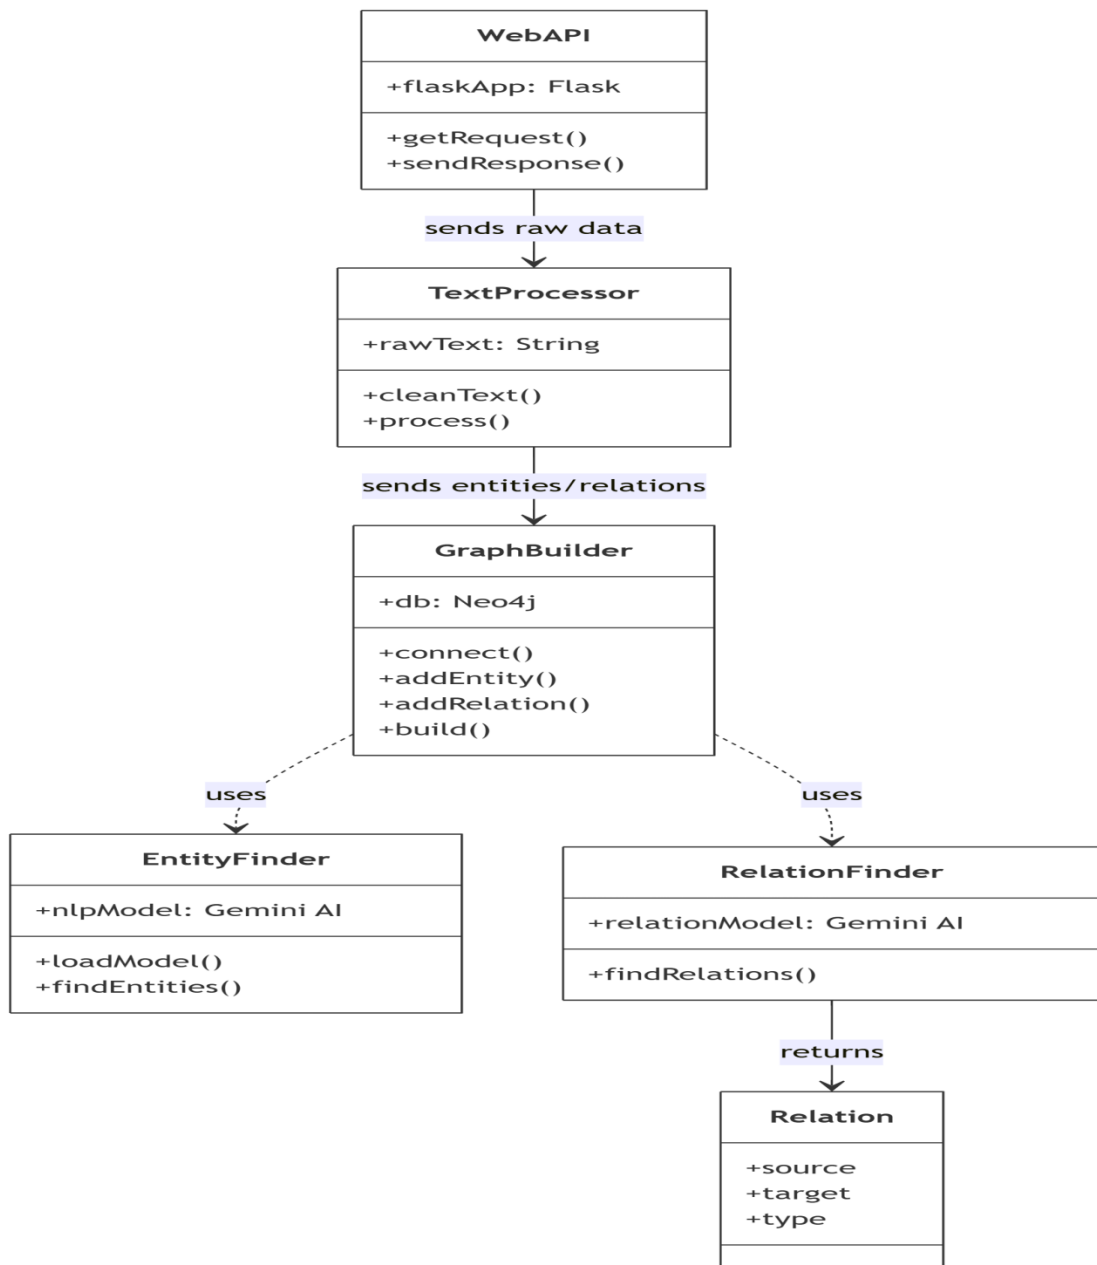 WebAPI
+flaskApp: Flask
+getRequest()
+sendResponse()
sends raw data
TextProcessor
+rawText: String
+cleanText()
+process()
sends entities/relations
GraphBuilder
+db: Neo4j
+connect()
+addEntity()
+addRelation()
+build()
uses
uses
EntityFinder
+nlpModel: Gemini AI
+loadModel()
+findEntities()
RelationFinder
+relationModel: Gemini AI
+findRelations()
returns
Relation
+source
+target
+type